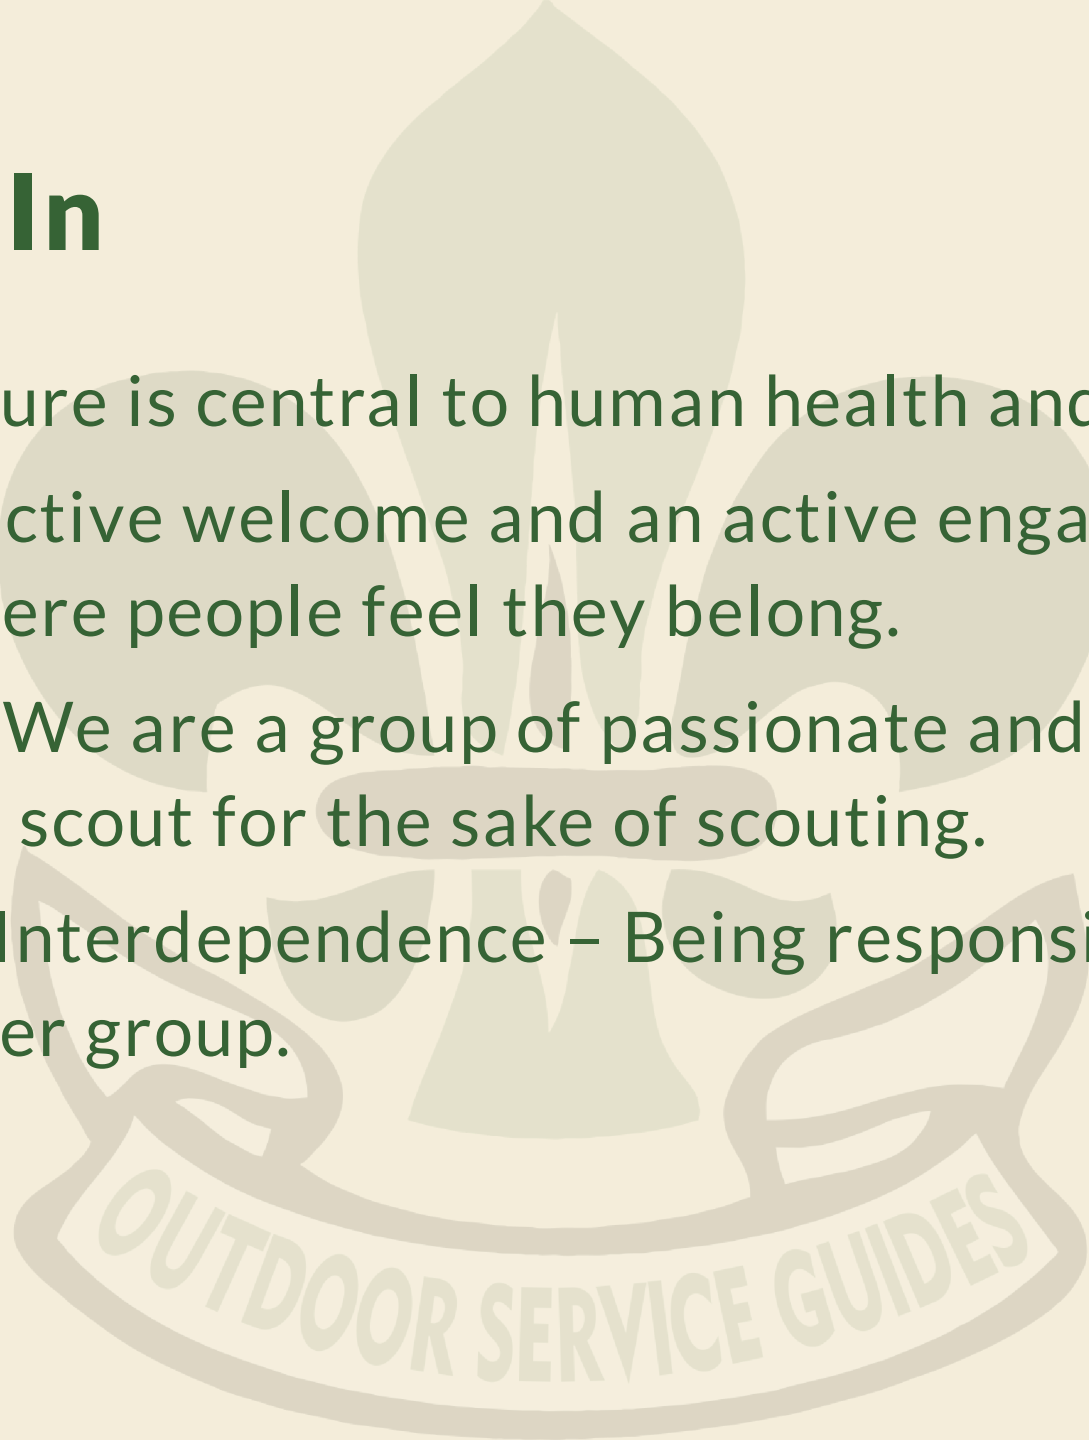 In
ure is central to human health and
ctive welcome and an active enga
ere people feel they belong.
We are a group of passionate and
scout for the sake of scouting.
Interdependence – Being responsi
er group.
OUTDOOR SERVICE GUIDES